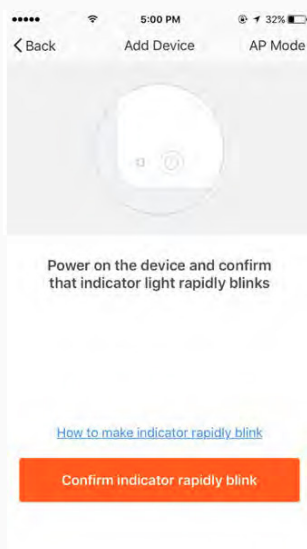 5:00 PM
32%
Back
Add Device
AP Mode
Power on the device and confirm
that indicator light rapidly blinks
How to make indicator rapidly blink
Confirm indicator rapidly blink